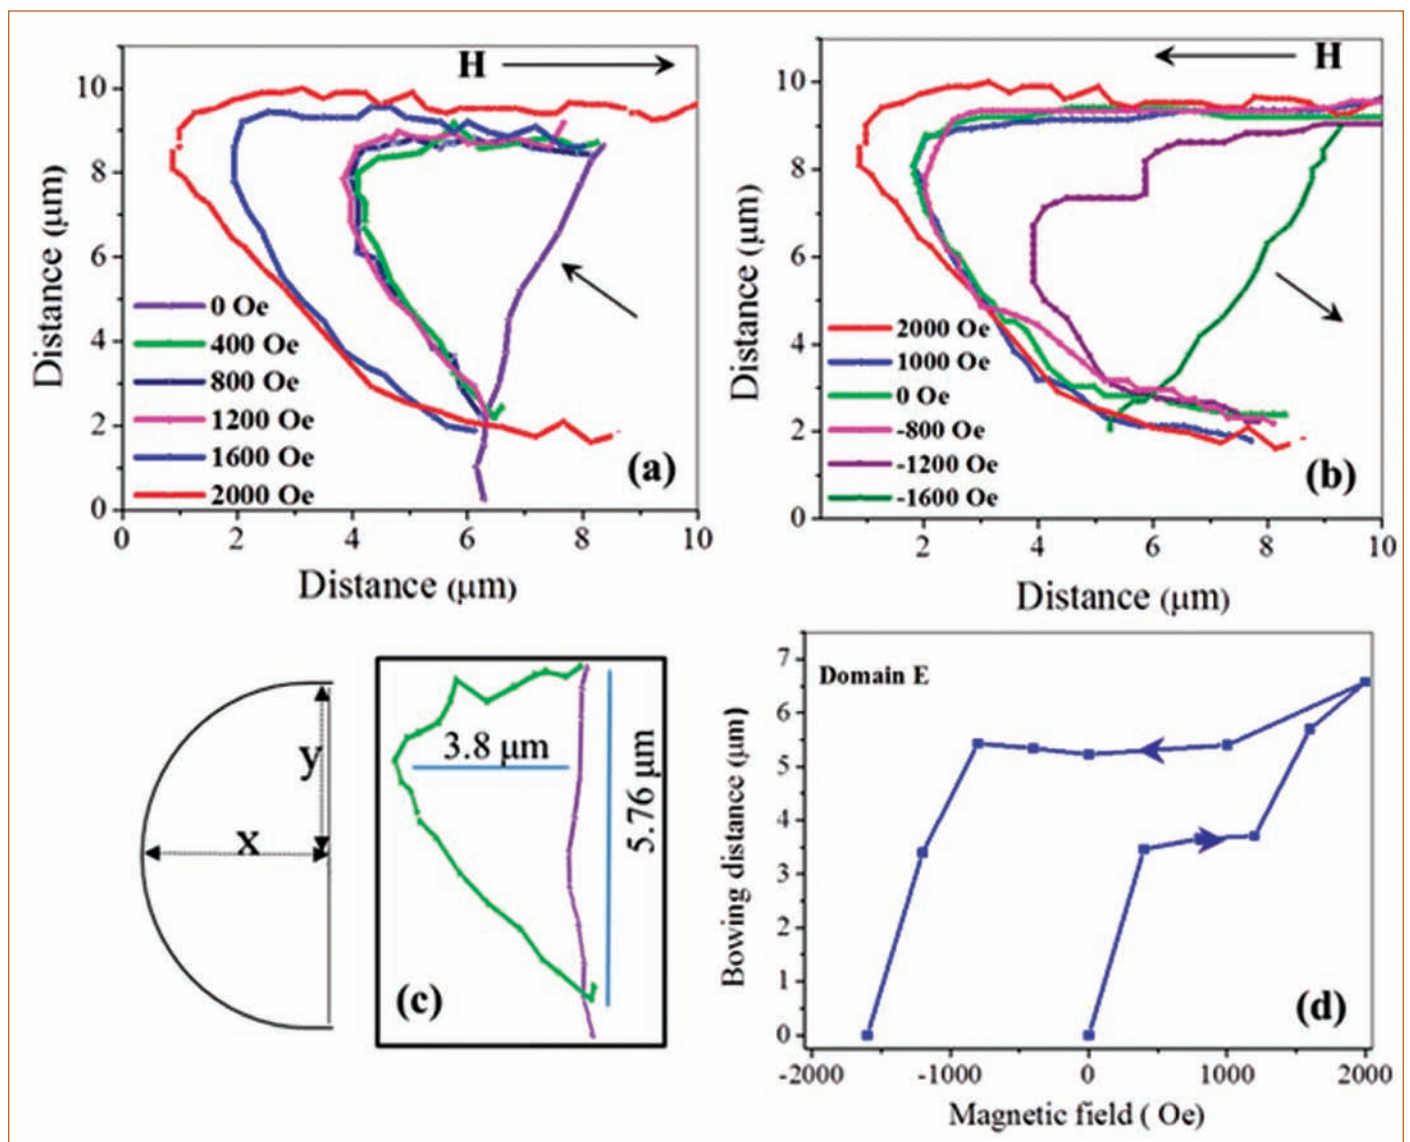 H
10
8
6
4
2
0
Distance (μm)
0 Oe
400 Oe
800 Oe
1200 Oe
1600 Oe
2000 Oe
(a)
0 2 4 6 8 10
Distance (μm)
H
10
8
6
4
2
0
Distance (μm)
2000 Oe
1000 Oe
0 Oe
-800 Oe
-1200 Oe
-1600 Oe
(b)
2 4 6 8 10
Distance (μm)
y
x
3.8 μm
5.76 μm
(c)
Domain E
7
6
5
4
3
2
1
0
Bowing distance (μm)
(d)
-2000 -1000 0 1000 2000
Magnetic field ( Oe)